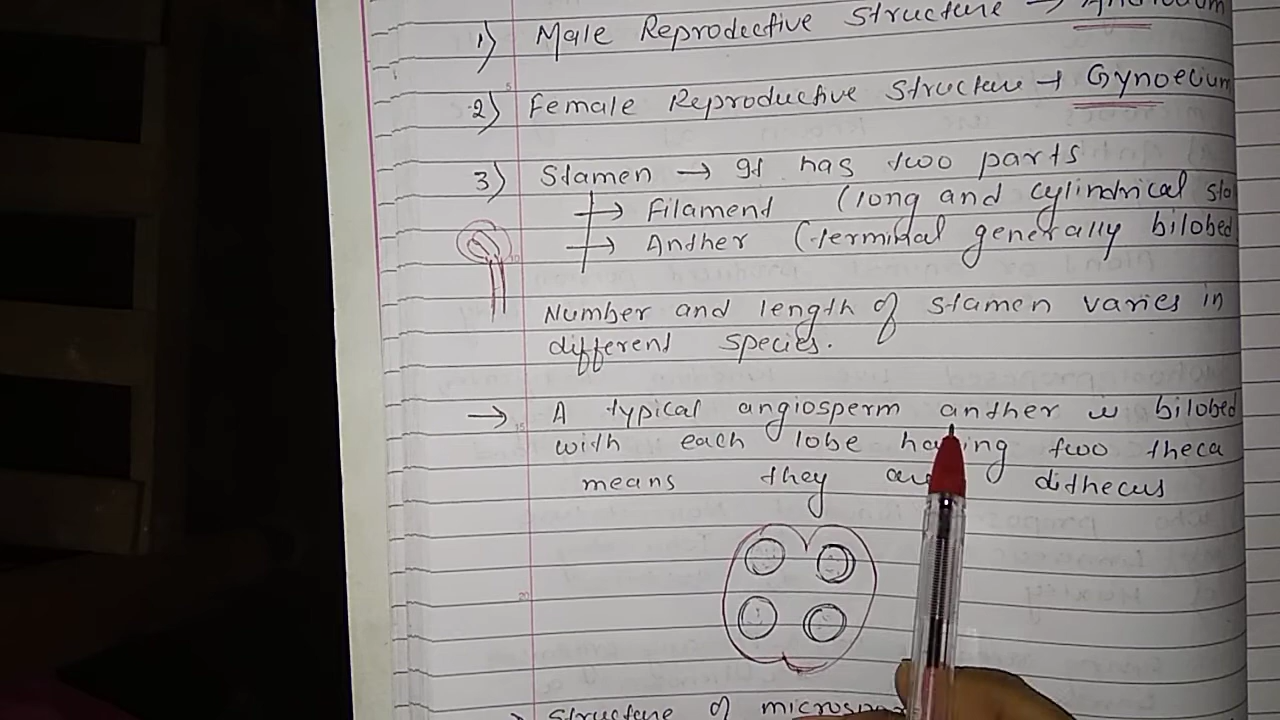 1) Male Reproductive Structure →
2) Female Reproductive Structure → Gynoecium
3) Stamen → It has two parts
→ Filament (long and cylindrical
→ Anther (terminal generally bilobed
Number and length of stamen varies in
different species.
→ A typical angiosperm anther is bilobed
with each lobe having two theca
means they are dithecus
Structure of